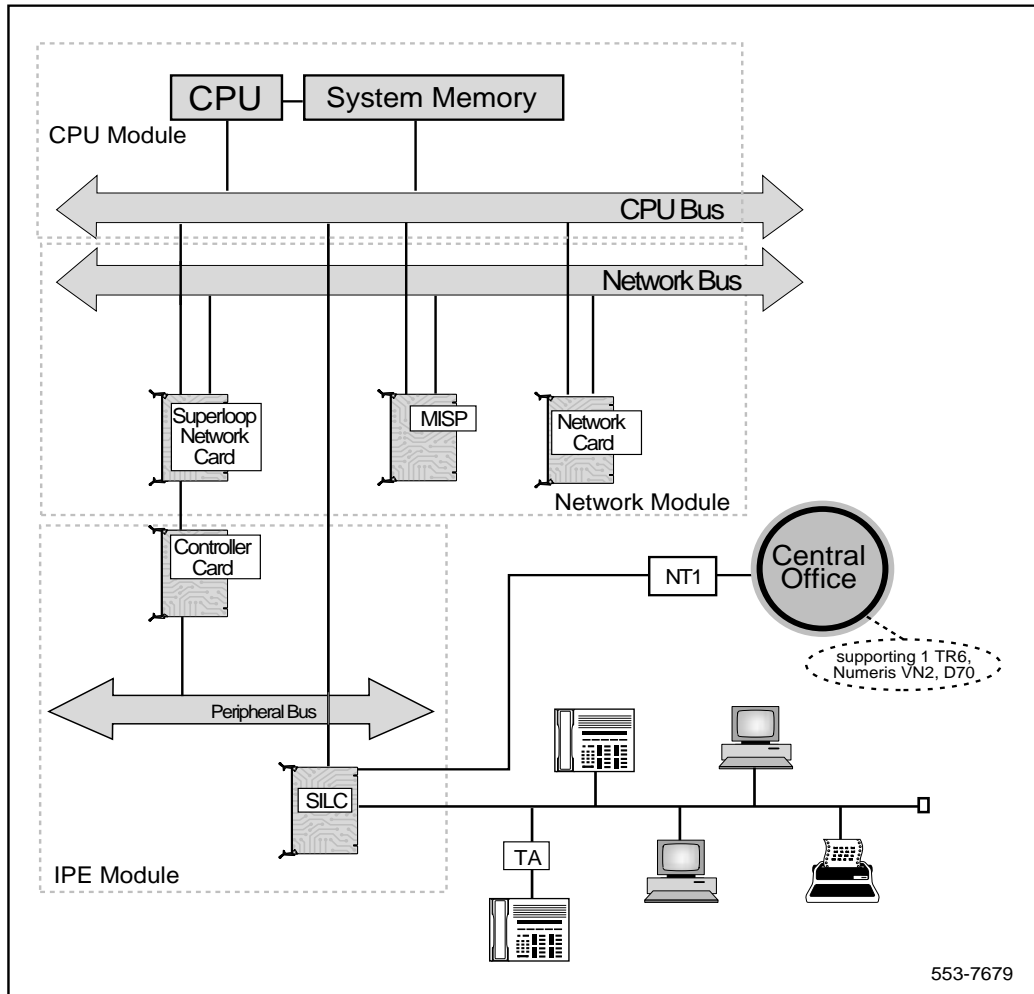 CPU
System Memory
CPU Module
CPU Bus
Network Bus
Superloop
Network
Card
MISP
Network
Card
Network Module
Controller
Card
NT1
Central
Office
supporting 1 TR6,
Numeris VN2, D70
Peripheral Bus
SILC
TA
IPE Module
553-7679